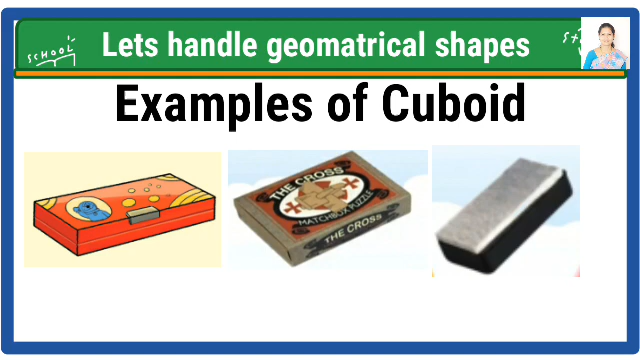 SCHOOL
Lets handle geomatrical shapes
Examples of Cuboid
THE CROSS
MATCHBOX PUZZLE
THE CROSS